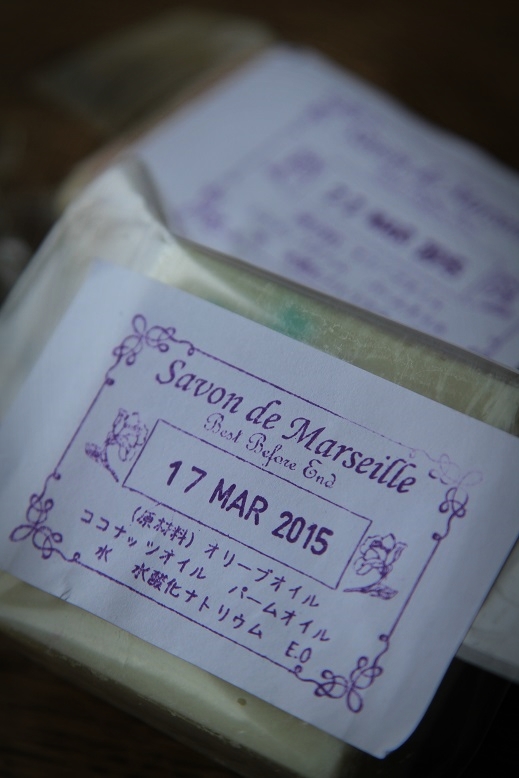 Savon de Marseille
Best Before End
17 MAR 2015
(原材料) オリーブオイル
ココナッツオイル パームオイル
水 水酸化ナトリウム E.O